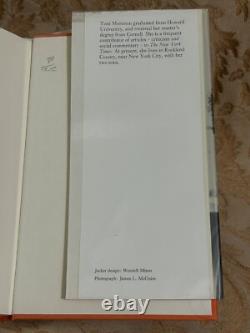 Toni Morrison graduated from Howard
University, and received her master's
degree from Cornell. She is a frequent
contributor of articles – criticism and
social commentary – to The New York
Times. At present, she lives in Rockland
County, near New York City, with her
two sons.
Jacket design: Wendell Minor
Photograph: James L. McGuire
© worthpoint